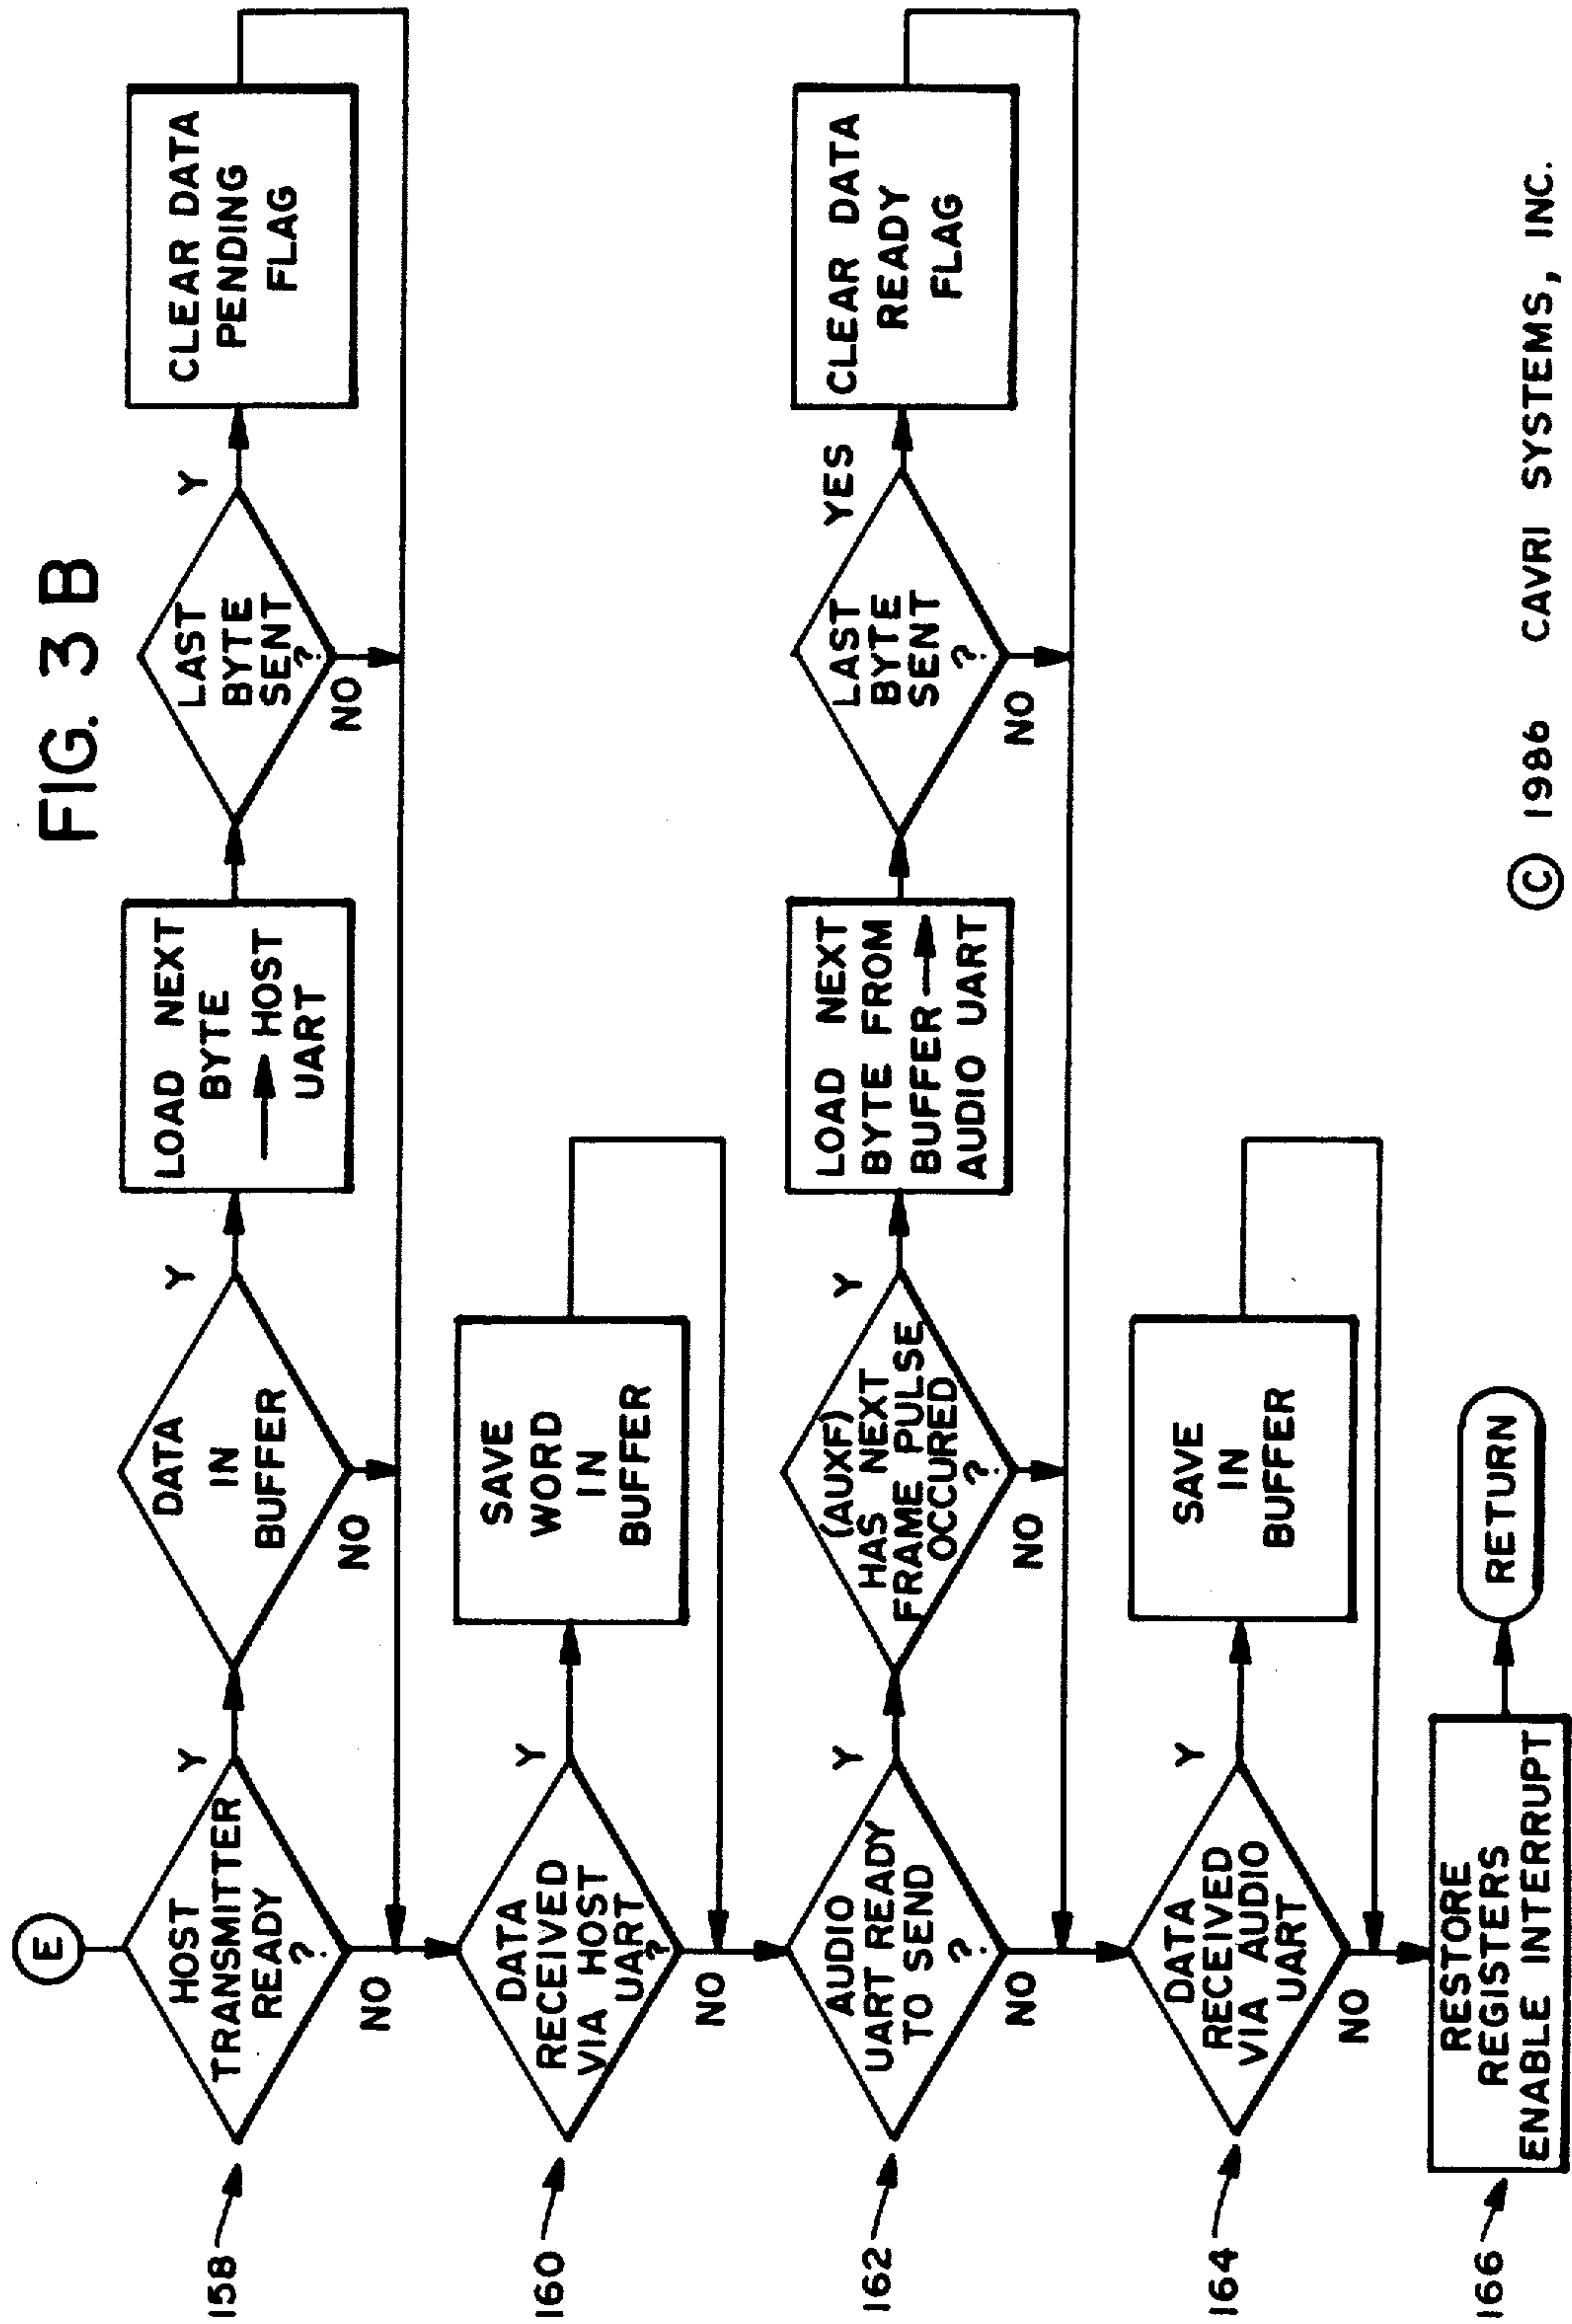 FIG. 3 B
E
158
HOST
TRANSMITTER
READY
?
Y
NO
DATA
IN
BUFFER
Y
NO
LOAD NEXT
BYTE
→ HOST
UART
LAST
BYTE
SENT
?
Y
NO
CLEAR DATA
PENDING
FLAG
160
DATA
RECEIVED
VIA HOST
UART
?
Y
NO
SAVE
WORD
IN
BUFFER
162
AUDIO
UART READY
TO SEND
?
Y
NO
(AUXF)
HAS NEXT
FRAME PULSE
OCCURED
?
Y
NO
LOAD NEXT
BYTE FROM
BUFFER →
AUDIO UART
LAST
BYTE
SENT
?
YES
NO
CLEAR DATA
READY
FLAG
164
DATA
RECEIVED
VIA AUDIO
UART
Y
NO
SAVE
IN
BUFFER
166
RESTORE
REGISTERS
ENABLE INTERRUPT
RETURN
© 1986 CAVRI SYSTEMS, INC.